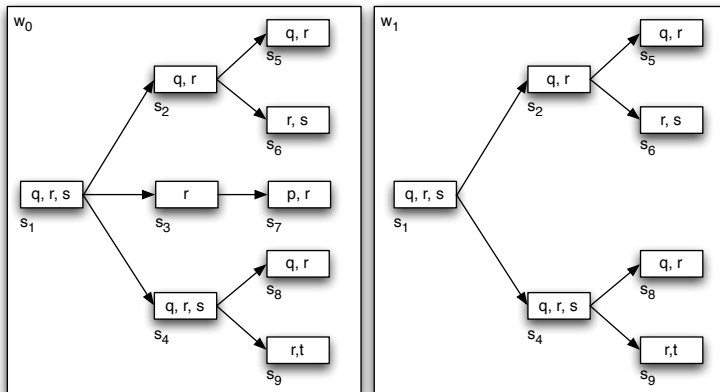 w0
q, r
s5
q, r
s2
r, s
s6
q, r, s
s1
r
s3
p, r
s7
q, r
s8
q, r, s
s4
r,t
s9
w1
q, r
s5
q, r
s2
r, s
s6
q, r, s
s1
q, r
s8
q, r, s
s4
r,t
s9